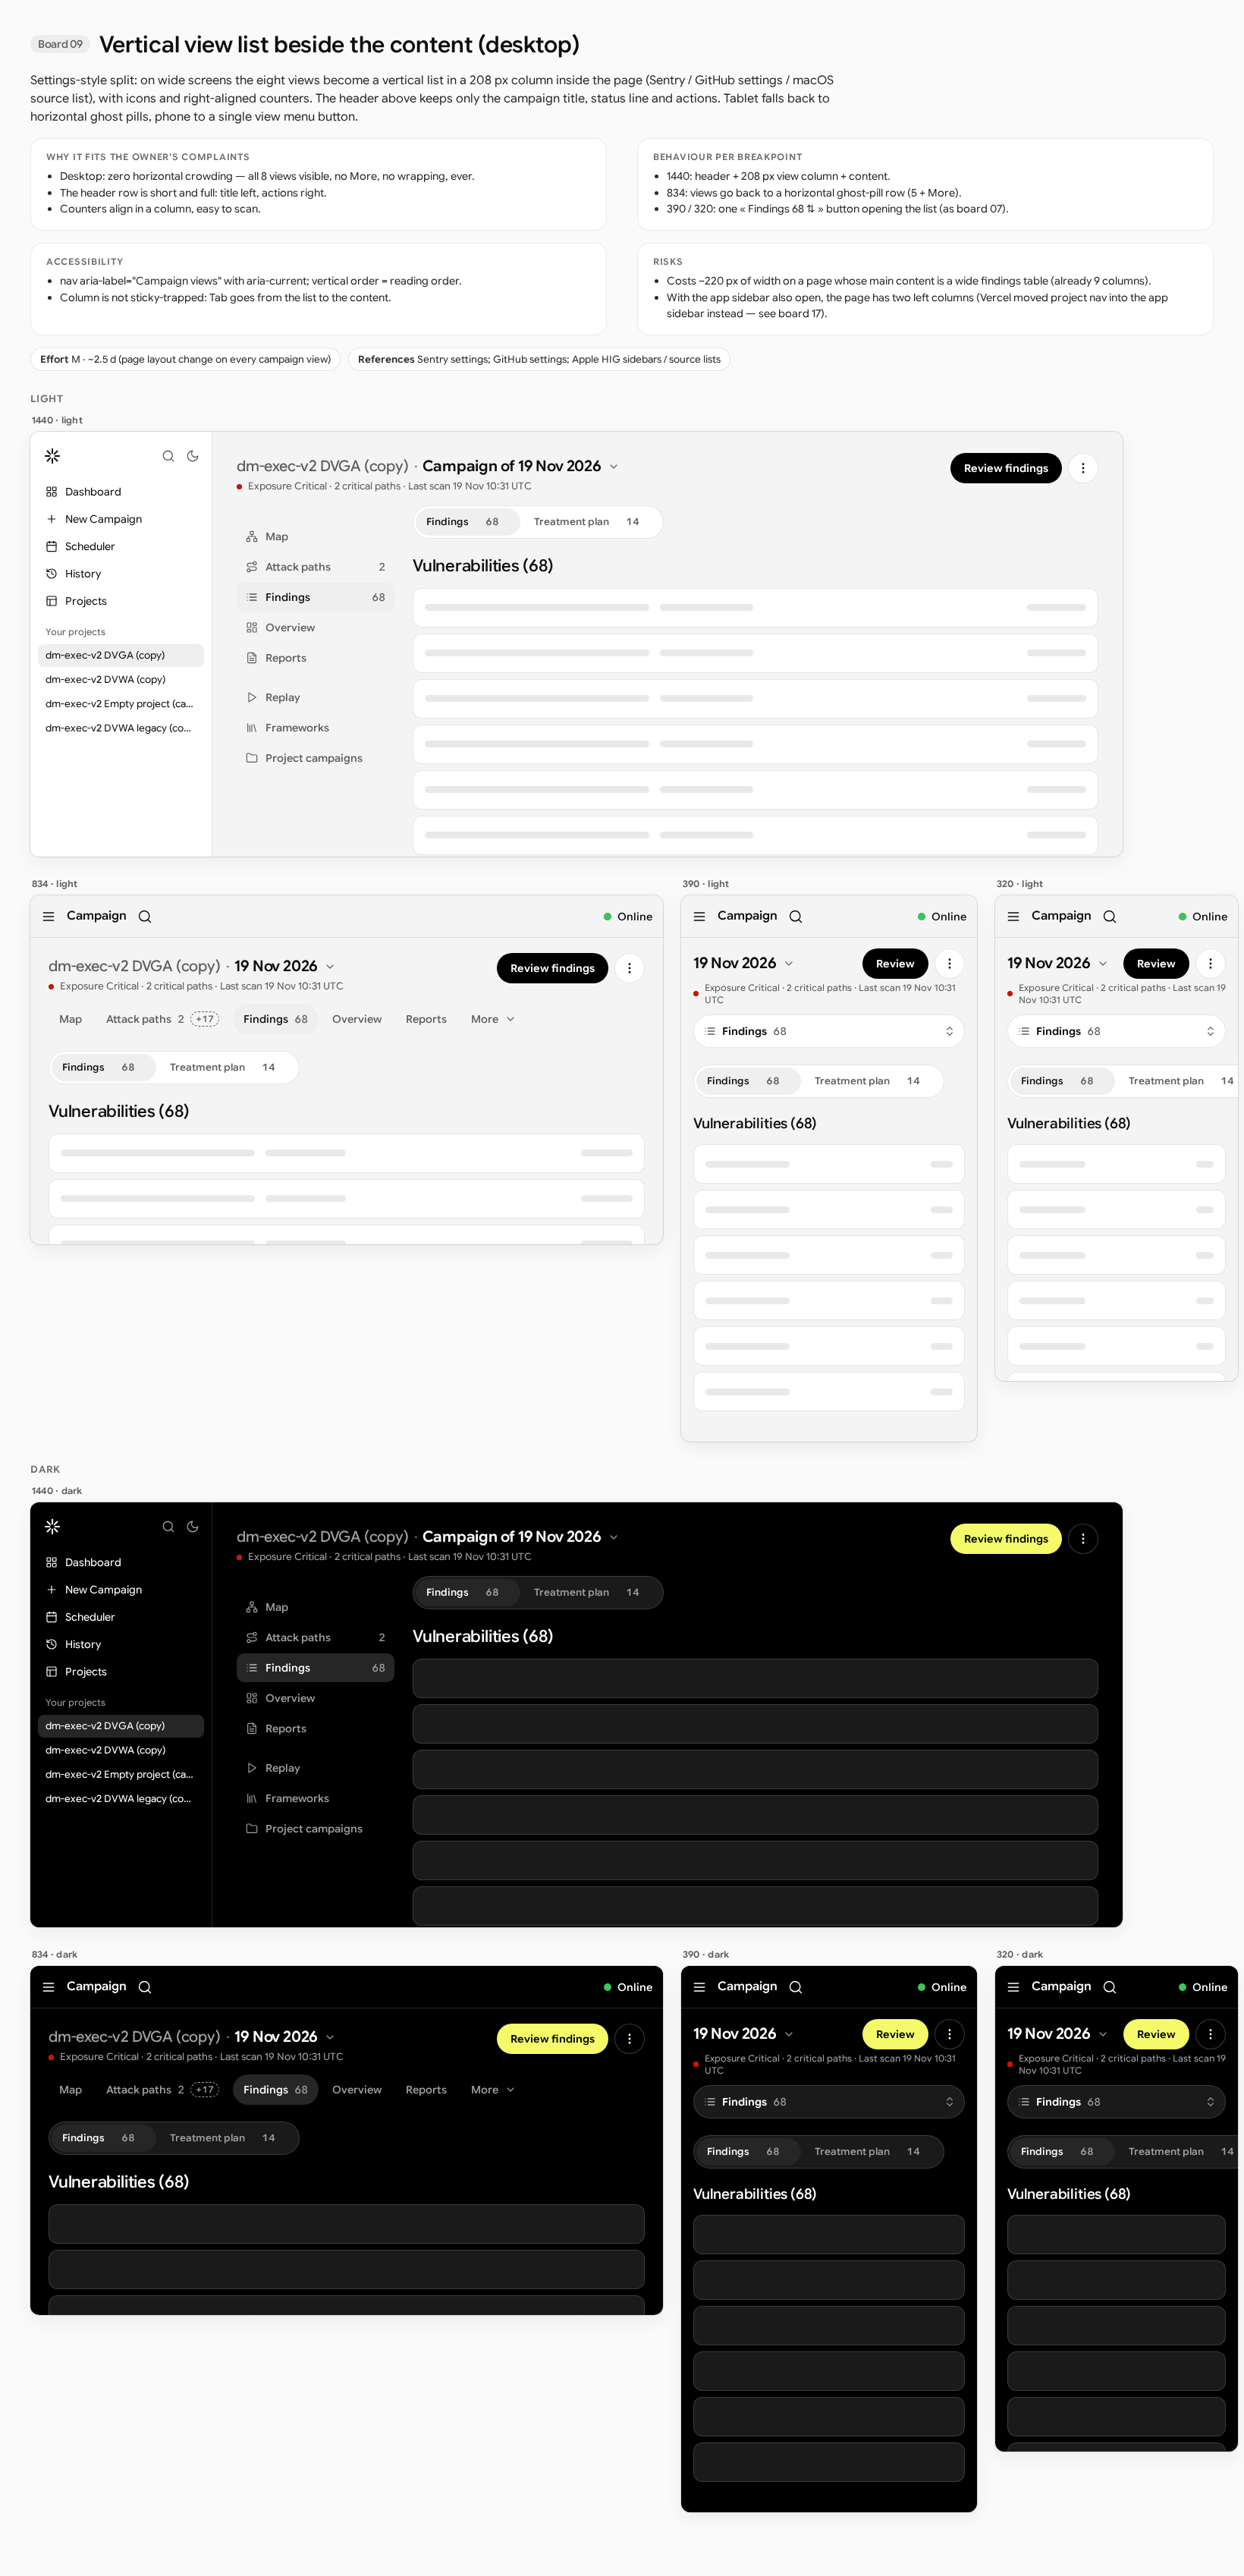 Board 09 Vertical view list beside the content (desktop)
Settings-style split: on wide screens the eight views become a vertical list in a 208 px column inside the page (Sentry / GitHub settings / macOS
source list), with icons and right-aligned counters. The header above keeps only the campaign title, status line and actions. Tablet falls back to
horizontal ghost pills, phone to a single view menu button.
WHY IT FITS THE OWNER'S COMPLAINTS
• Desktop: zero horizontal crowding — all 8 views visible, no More, no wrapping, ever.
• The header row is short and full: title left, actions right.
• Counters align in a column, easy to scan.
BEHAVIOUR PER BREAKPOINT
• 1440: header + 208 px view column + content.
• 834: views go back to a horizontal ghost-pill row (5 + More).
• 390 / 320: one « Findings 68 ⇅ » button opening the list (as board 07).
ACCESSIBILITY
• nav aria-label="Campaign views" with aria-current; vertical order = reading order.
• Column is not sticky-trapped: Tab goes from the list to the content.
RISKS
• Costs ~220 px of width on a page whose main content is a wide findings table (already 9 columns).
• With the app sidebar also open, the page has two left columns (Vercel moved project nav into the app
sidebar instead — see board 17).
Effort M · ~2.5 d (page layout change on every campaign view)
References Sentry settings; GitHub settings; Apple HIG sidebars / source lists
LIGHT
1440 · light
Dashboard
New Campaign
Scheduler
History
Projects
Your projects
dm-exec-v2 DVGA (copy)
dm-exec-v2 DVWA (copy)
dm-exec-v2 Empty project (ca...
dm-exec-v2 DVWA legacy (co...
dm-exec-v2 DVGA (copy) · Campaign of 19 Nov 2026
Exposure Critical · 2 critical paths · Last scan 19 Nov 10:31 UTC
Review findings
Map
Attack paths 2
Findings 68
Overview
Reports
Replay
Frameworks
Project campaigns
Findings 68 Treatment plan 14
Vulnerabilities (68)
834 · light
Campaign
Online
dm-exec-v2 DVGA (copy) · 19 Nov 2026
Exposure Critical · 2 critical paths · Last scan 19 Nov 10:31 UTC
Review findings
Map Attack paths 2 +17 Findings 68 Overview Reports More
Findings 68 Treatment plan 14
Vulnerabilities (68)
390 · light
Campaign
Online
19 Nov 2026
Review
Exposure Critical · 2 critical paths · Last scan 19 Nov 10:31
UTC
Findings 68
Findings 68 Treatment plan 14
Vulnerabilities (68)
320 · light
Campaign
Online
19 Nov 2026
Review
Exposure Critical · 2 critical paths · Last scan 19
Nov 10:31 UTC
Findings 68
Findings 68 Treatment plan 14
Vulnerabilities (68)
DARK
1440 · dark
Dashboard
New Campaign
Scheduler
History
Projects
Your projects
dm-exec-v2 DVGA (copy)
dm-exec-v2 DVWA (copy)
dm-exec-v2 Empty project (ca...
dm-exec-v2 DVWA legacy (co...
dm-exec-v2 DVGA (copy) · Campaign of 19 Nov 2026
Exposure Critical · 2 critical paths · Last scan 19 Nov 10:31 UTC
Review findings
Map
Attack paths 2
Findings 68
Overview
Reports
Replay
Frameworks
Project campaigns
Findings 68 Treatment plan 14
Vulnerabilities (68)
834 · dark
Campaign
Online
dm-exec-v2 DVGA (copy) · 19 Nov 2026
Exposure Critical · 2 critical paths · Last scan 19 Nov 10:31 UTC
Review findings
Map Attack paths 2 +17 Findings 68 Overview Reports More
Findings 68 Treatment plan 14
Vulnerabilities (68)
390 · dark
Campaign
Online
19 Nov 2026
Review
Exposure Critical · 2 critical paths · Last scan 19 Nov 10:31
UTC
Findings 68
Findings 68 Treatment plan 14
Vulnerabilities (68)
320 · dark
Campaign
Online
19 Nov 2026
Review
Exposure Critical · 2 critical paths · Last scan 19
Nov 10:31 UTC
Findings 68
Findings 68 Treatment plan 14
Vulnerabilities (68)